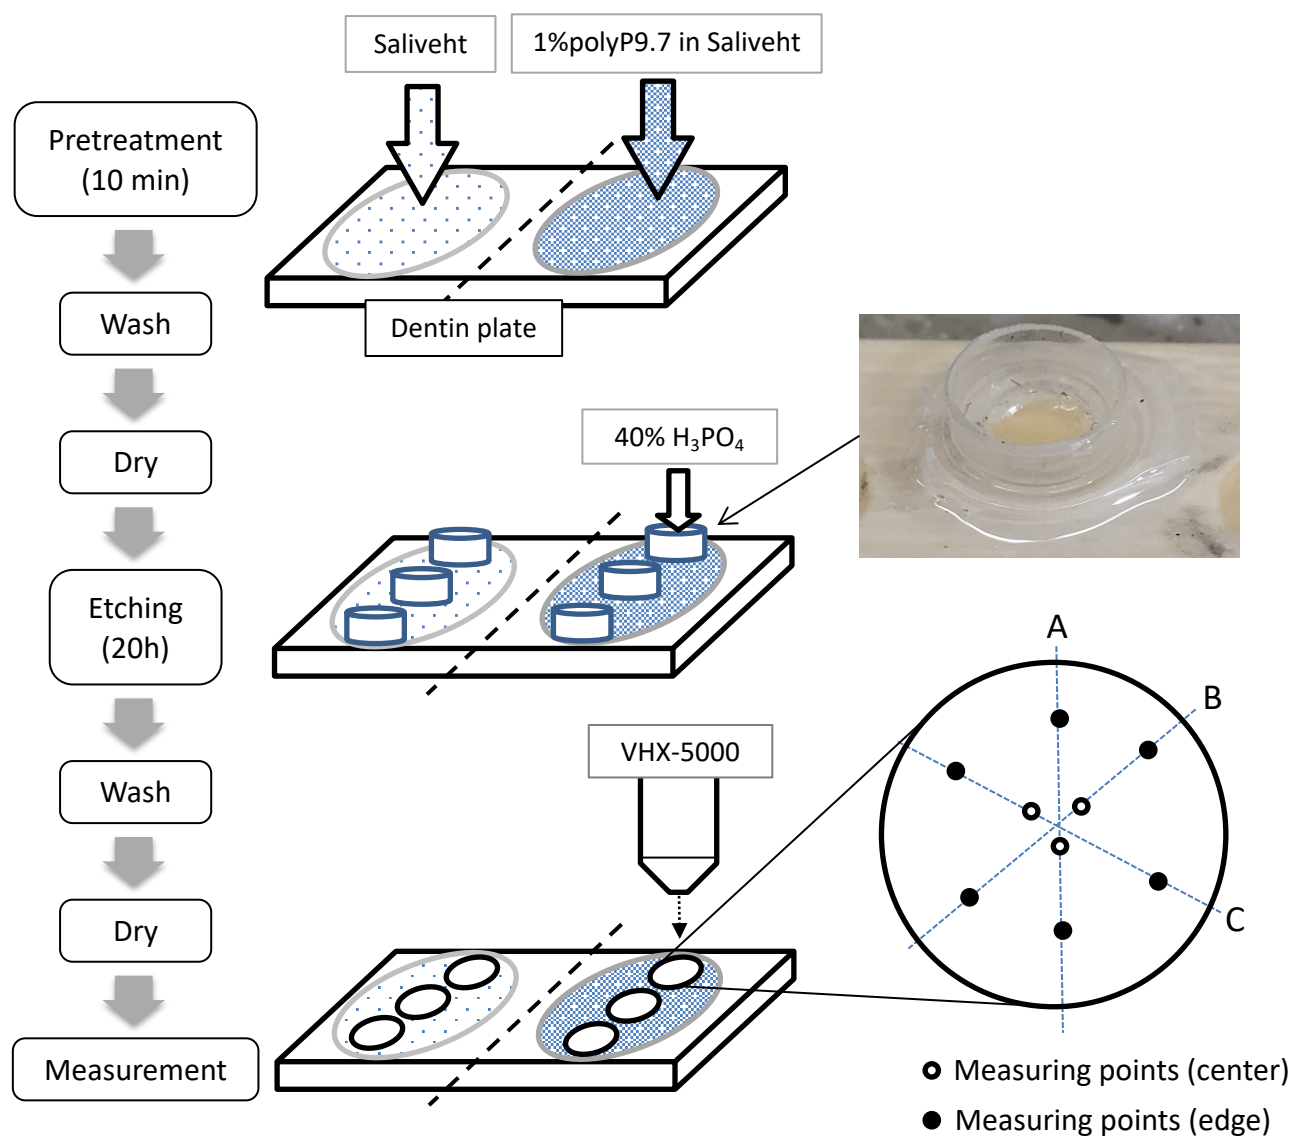 Saliveht
1%polyP9.7 in Saliveht
Pretreatment
(10 min)
Wash
Dentin plate
Dry
40% H₃PO₄
Etching
(20h)
A
B
Wash
VHX-5000
C
Dry
Measurement
Measuring points (center)
Measuring points (edge)